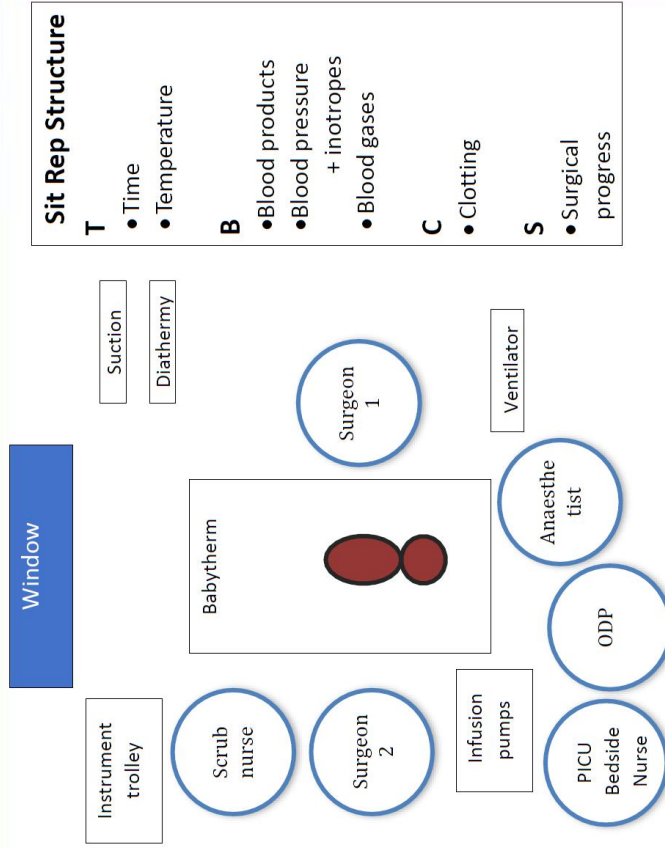 Window
Instrument
trolley
Scrub
nurse
Surgeon
2
Infusion
pumps
PICU
Bedside
Nurse
Babytherm
ODP
Anaesthe
tist
Suction
Diathermy
Surgeon
1
Ventilator
Sit Rep Structure
T
•Time
•Temperature
B
•Blood products
•Blood pressure
+ inotropes
•Blood gases
C
•Clotting
S
•Surgical
progress